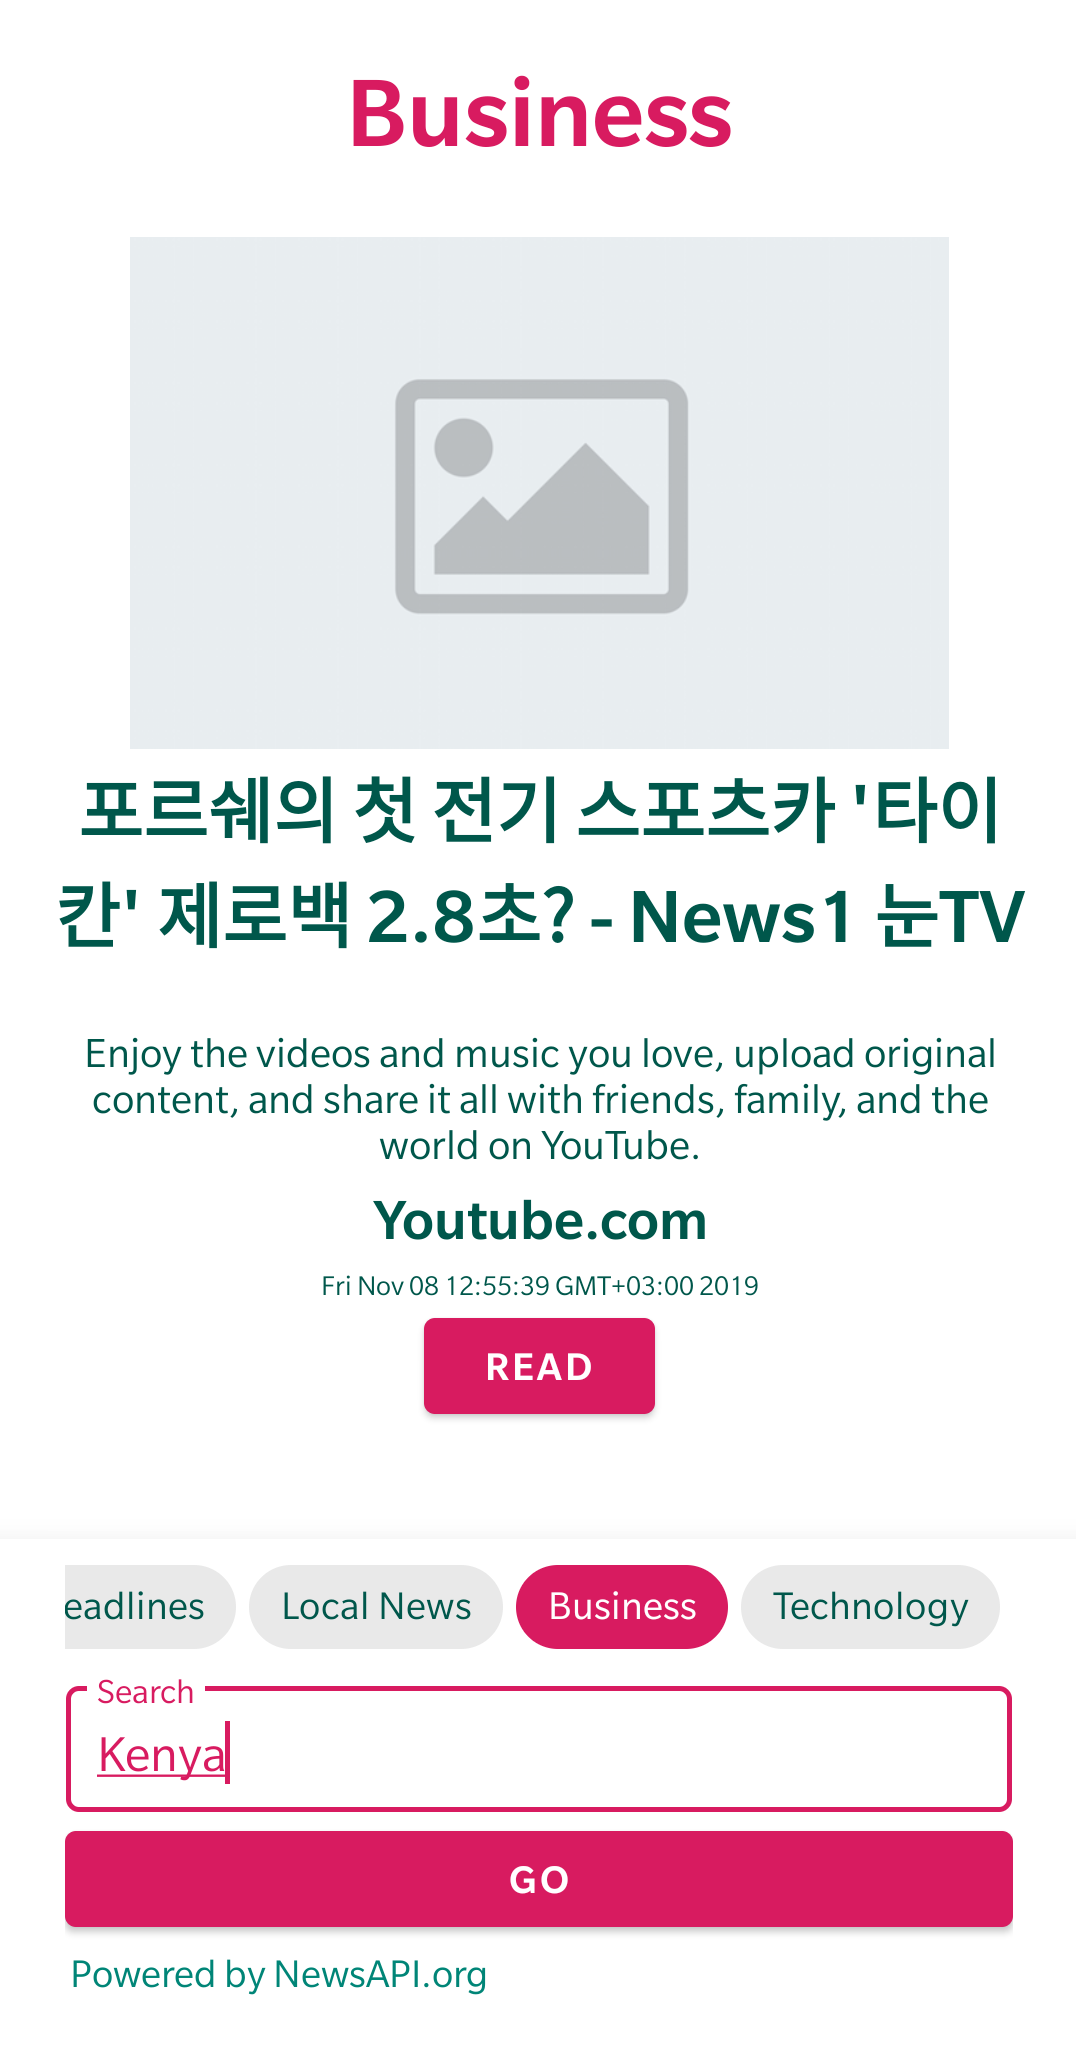 Business
포르쉐의 첫 전기 스포츠카 '타이
칸' 제로백 2.8초? - News1 눈TV
Enjoy the videos and music you love, upload original
content, and share it all with friends, family, and the
world on YouTube.
Youtube.com
Fri Nov 08 12:55:39 GMT+03:00 2019
READ
eadlines Local News Business Technology
Search
Kenya
GO
Powered by NewsAPI.org